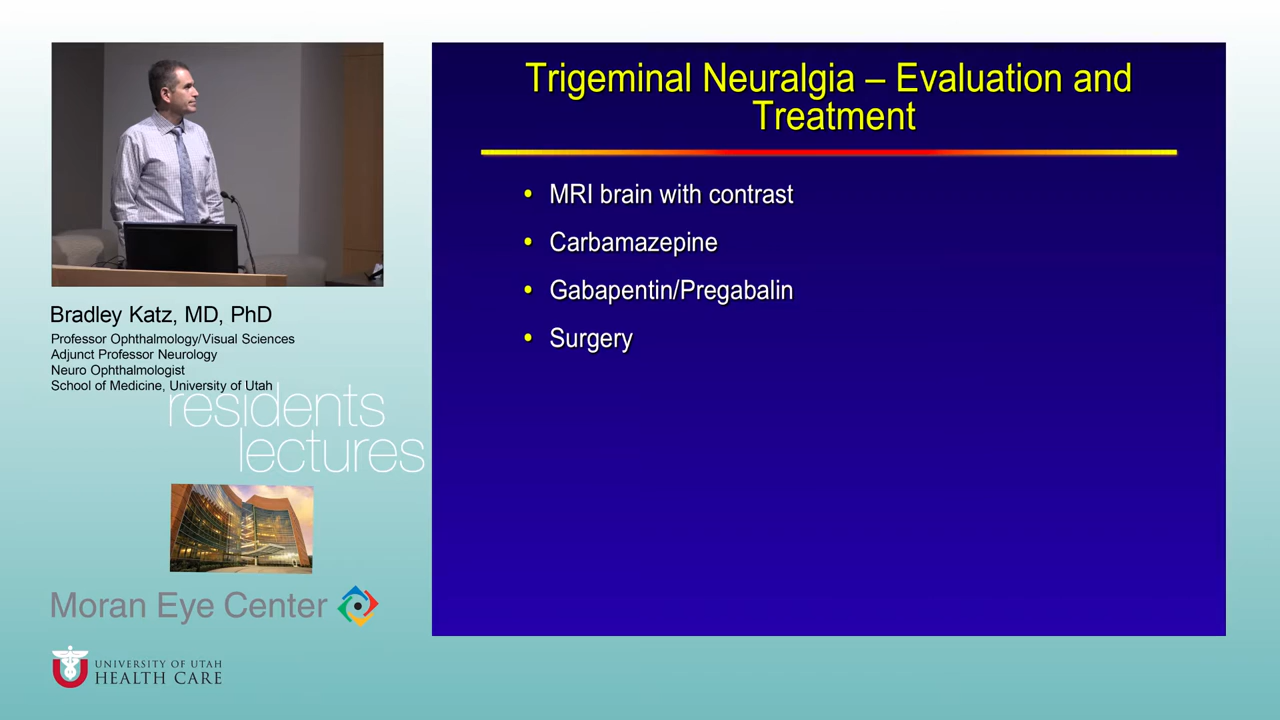 Trigeminal Neuralgia – Evaluation and
Treatment
• MRI brain with contrast
• Carbamazepine
• Gabapentin/Pregabalin
• Surgery
Bradley Katz, MD, PhD
Professor Ophthalmology/Visual Sciences
Adjunct Professor Neurology
Neuro Ophthalmologist
School of Medicine, University of Utah
residents
lectures
Moran Eye Center
UNIVERSITY OF UTAH
HEALTH CARE